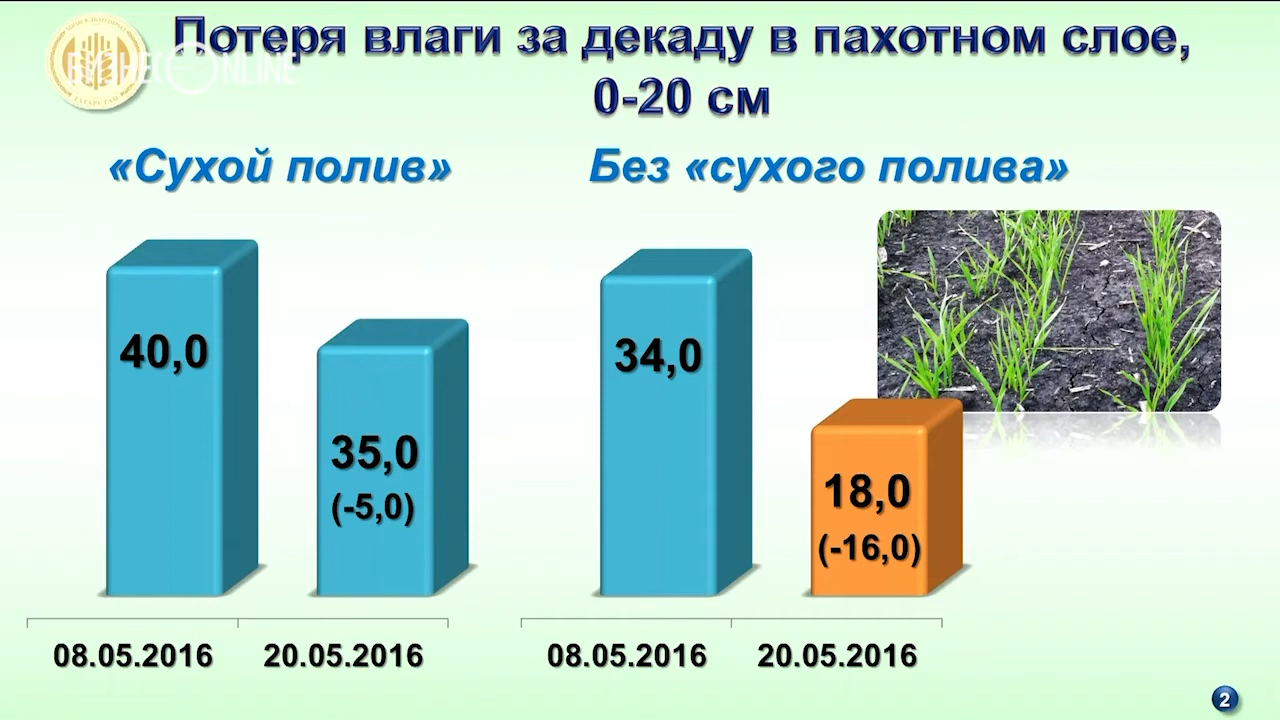 Потеря влаги за декаду в пахотном слое,
0-20 см
«Сухой полив»
Без «сухого полива»
40,0
35,0
(-5,0)
34,0
18,0
(-16,0)
08.05.2016
20.05.2016
08.05.2016
20.05.2016
2